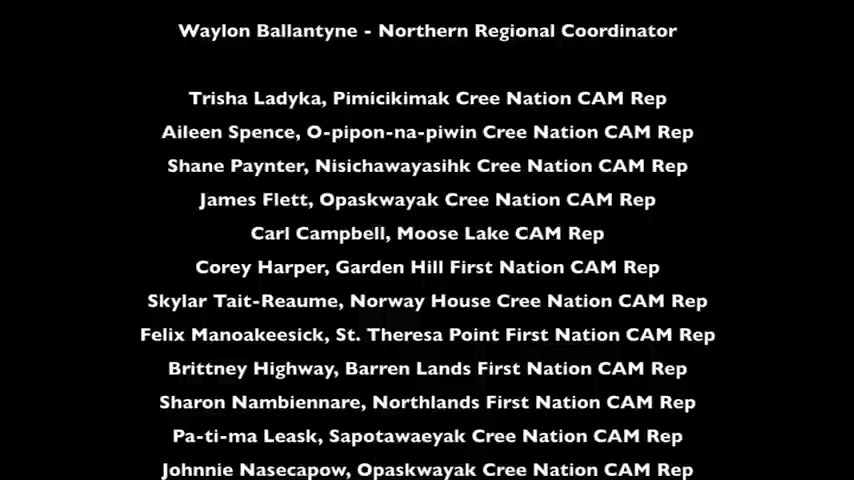 Waylon Ballantyne - Northern Regional Coordinator
Trisha Ladyka, Pimicikimak Cree Nation CAM Rep
Aileen Spence, O-pipon-na-piwin Cree Nation CAM Rep
Shane Paynter, Nisichawayasihk Cree Nation CAM Rep
James Flett, Opaskwayak Cree Nation CAM Rep
Carl Campbell, Moose Lake CAM Rep
Corey Harper, Garden Hill First Nation CAM Rep
Skylar Tait-Reaume, Norway House Cree Nation CAM Rep
Felix Manoakeesick, St. Theresa Point First Nation CAM Rep
Brittney Highway, Barren Lands First Nation CAM Rep
Sharon Nambiennare, Northlands First Nation CAM Rep
Pa-ti-ma Leask, Sapotawaeyak Cree Nation CAM Rep
Johnnie Nasecapow, Opaskwayak Cree Nation CAM Rep